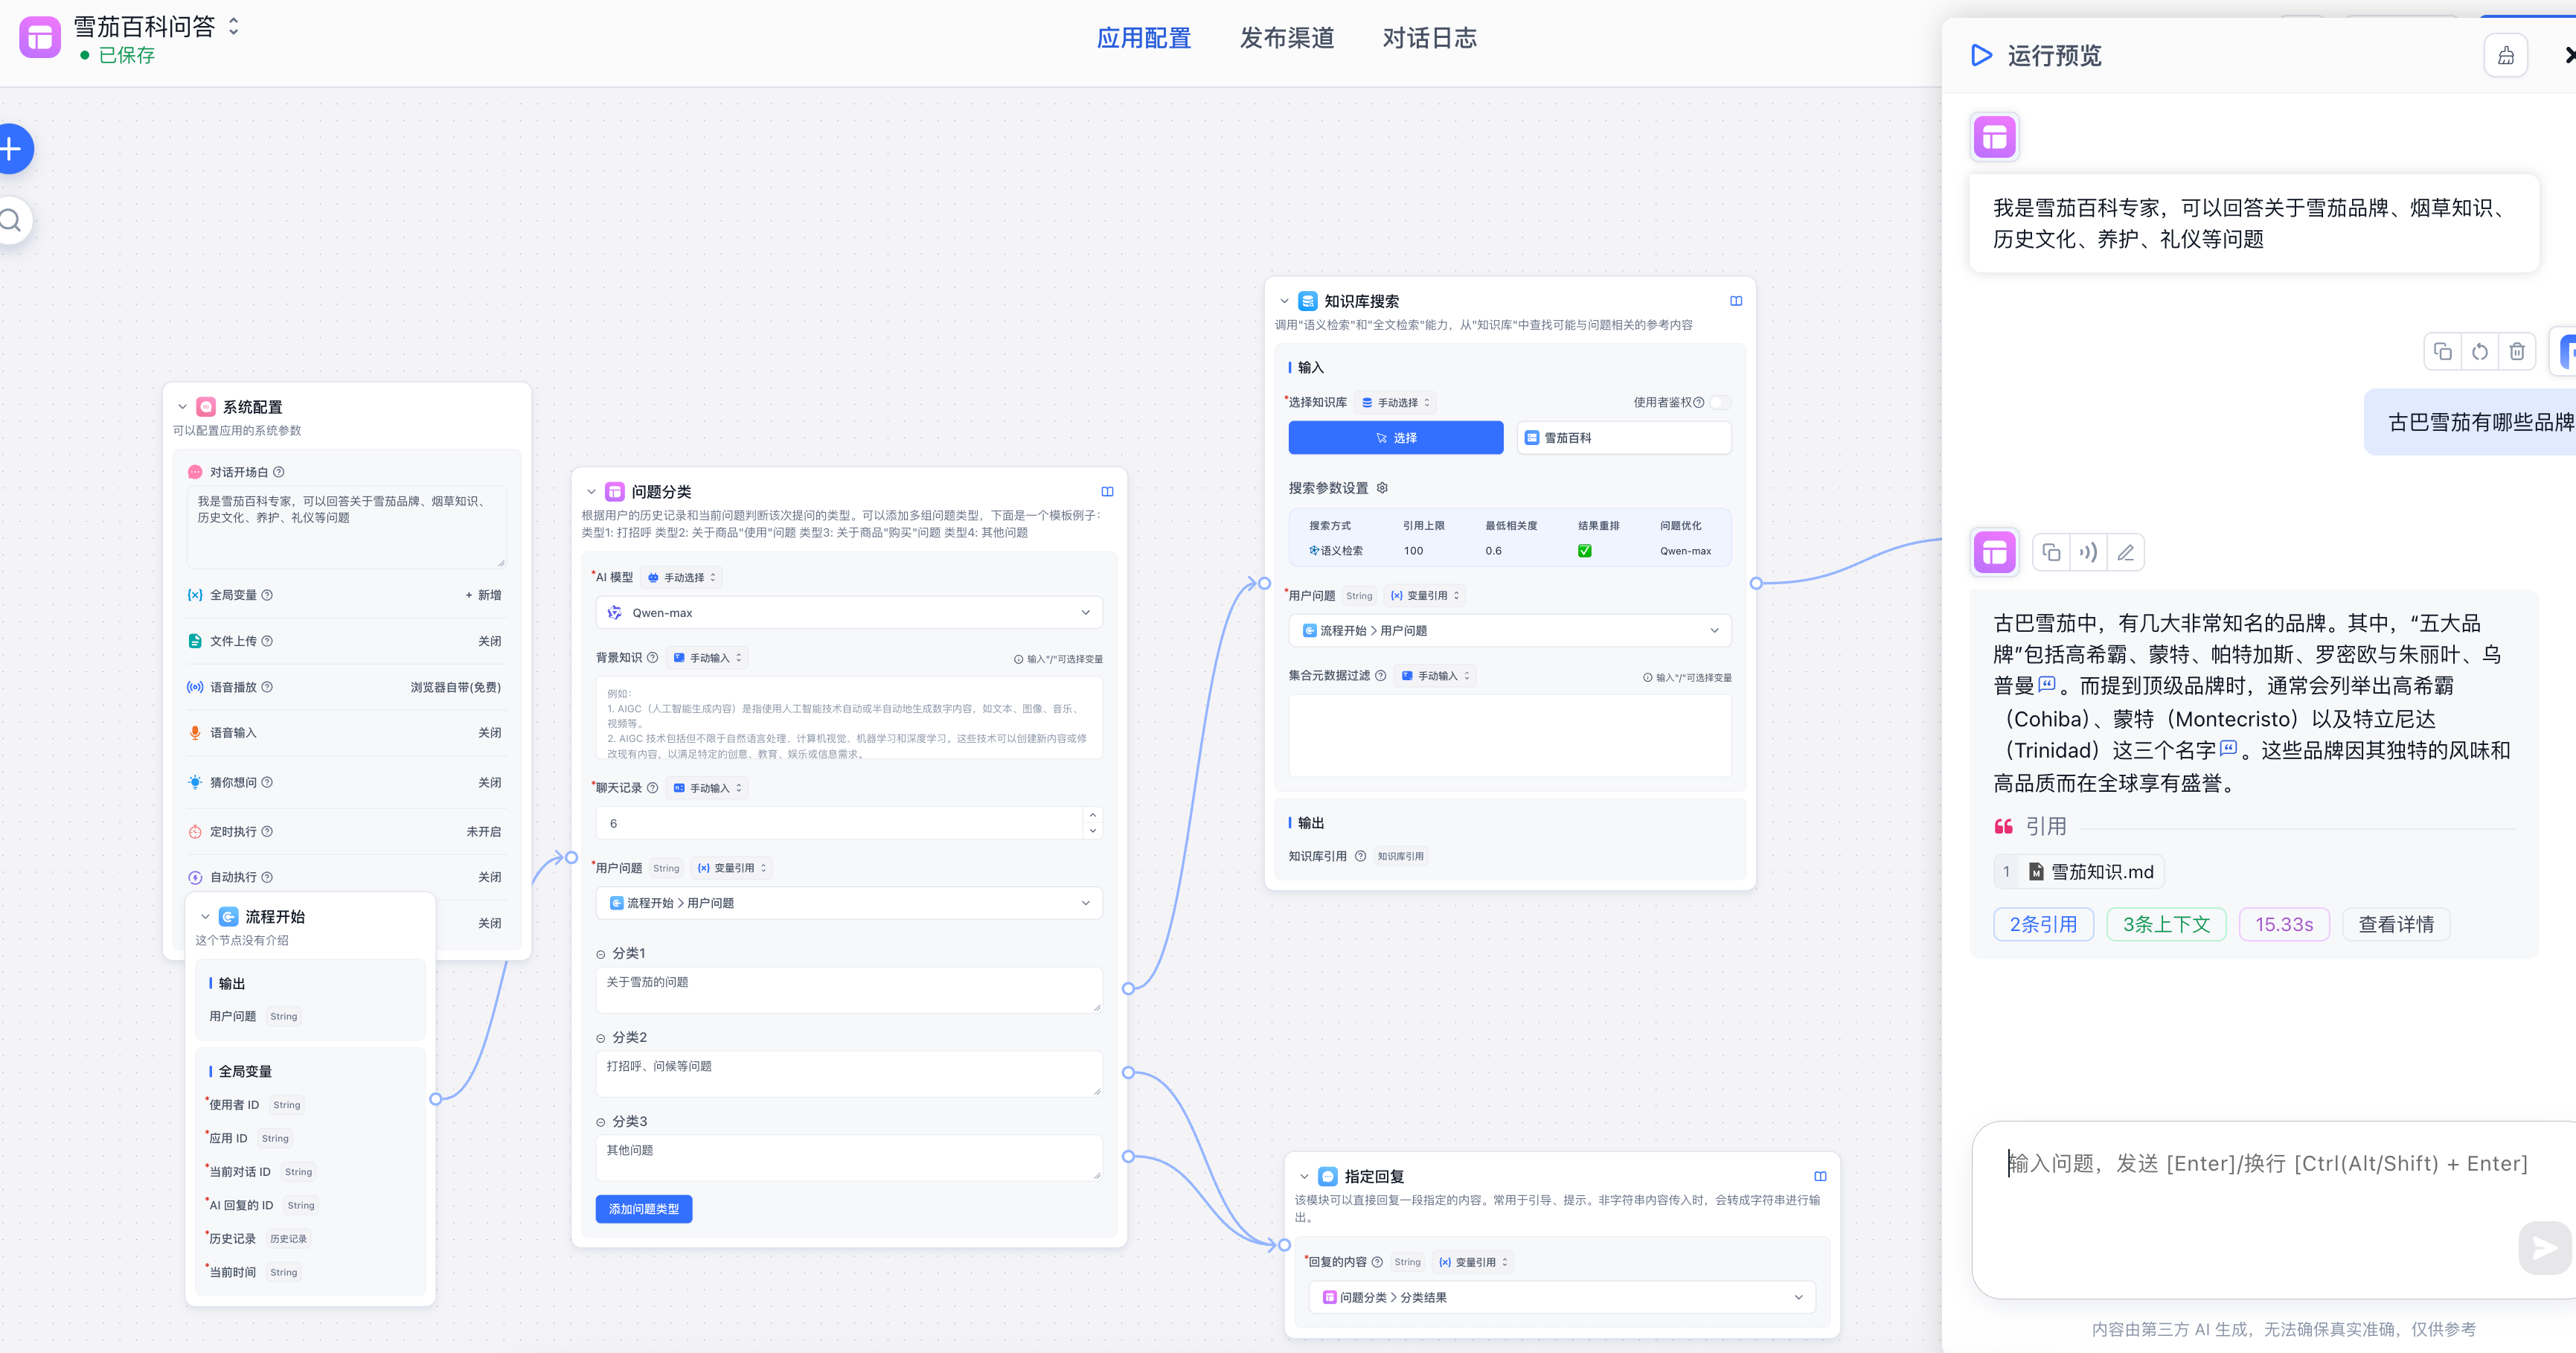 雪茄百科问答
已保存
应用配置
发布渠道
对话日志
系统配置
可以配置应用的系统参数
对话开场白
我是雪茄百科专家，可以回答关于雪茄品牌、烟草知识、
历史文化、养护、礼仪等问题
全局变量
+ 新增
文件上传
关闭
语音播放
浏览器自带(免费)
语音输入
关闭
猜你想问
关闭
定时执行
未开启
自动执行
关闭
关闭
流程开始
这个节点没有介绍
输出
用户问题 String
全局变量
*使用者 ID String
*应用 ID String
*当前对话 ID String
*AI 回复的 ID String
*历史记录 历史记录
*当前时间 String
问题分类
根据用户的历史记录和当前问题判断该次提问的类型。可以添加多组问题类型，下面是一个模板例子：
类型1: 打招呼 类型2: 关于商品"使用"问题 类型3: 关于商品"购买"问题 类型4: 其他问题
*AI 模型 手动选择
Qwen-max
背景知识 手动输入 输入"/"可选择变量
例如：
1. AIGC（人工智能生成内容）是指使用人工智能技术自动或半自动地生成数字内容，如文本、图像、音乐、
视频等。
2. AIGC 技术包括但不限于自然语言处理、计算机视觉、机器学习和深度学习。这些技术可以创建新内容或修
改现有内容，以满足特定的创意、教育、娱乐或信息需求。
*聊天记录 手动输入
6
*用户问题 String 变量引用
流程开始 > 用户问题
分类1
关于雪茄的问题
分类2
打招呼、问候等问题
分类3
其他问题
添加问题类型
知识库搜索
调用"语义检索"和"全文检索"能力，从"知识库"中查找可能与问题相关的参考内容
输入
*选择知识库 手动选择 使用者鉴权
选择
雪茄百科
搜索参数设置
搜索方式 引用上限 最低相关度 结果重排 问题优化
语义检索 100 0.6 ✅ Qwen-max
*用户问题 String 变量引用
流程开始 > 用户问题
集合元数据过滤 手动输入 输入"/"可选择变量
输出
知识库引用 知识库引用
指定回复
该模块可以直接回复一段指定的内容。常用于引导、提示。非字符串内容传入时，会转成字符串进行输
出。
*回复的内容 String 变量引用
问题分类 > 分类结果
运行预览
我是雪茄百科专家，可以回答关于雪茄品牌、烟草知识、
历史文化、养护、礼仪等问题
古巴雪茄有哪些品牌
古巴雪茄中，有几大非常知名的品牌。其中，“五大品
牌”包括高希霸、蒙特、帕特加斯、罗密欧与朱丽叶、乌
普曼。而提到顶级品牌时，通常会列举出高希霸
（Cohiba）、蒙特（Montecristo）以及特立尼达
（Trinidad）这三个名字。这些品牌因其独特的风味和
高品质而在全球享有盛誉。
引用
1 雪茄知识.md
2条引用
3条上下文
15.33s
查看详情
输入问题，发送 [Enter]/换行 [Ctrl(Alt/Shift) + Enter]
内容由第三方 AI 生成，无法确保真实准确，仅供参考